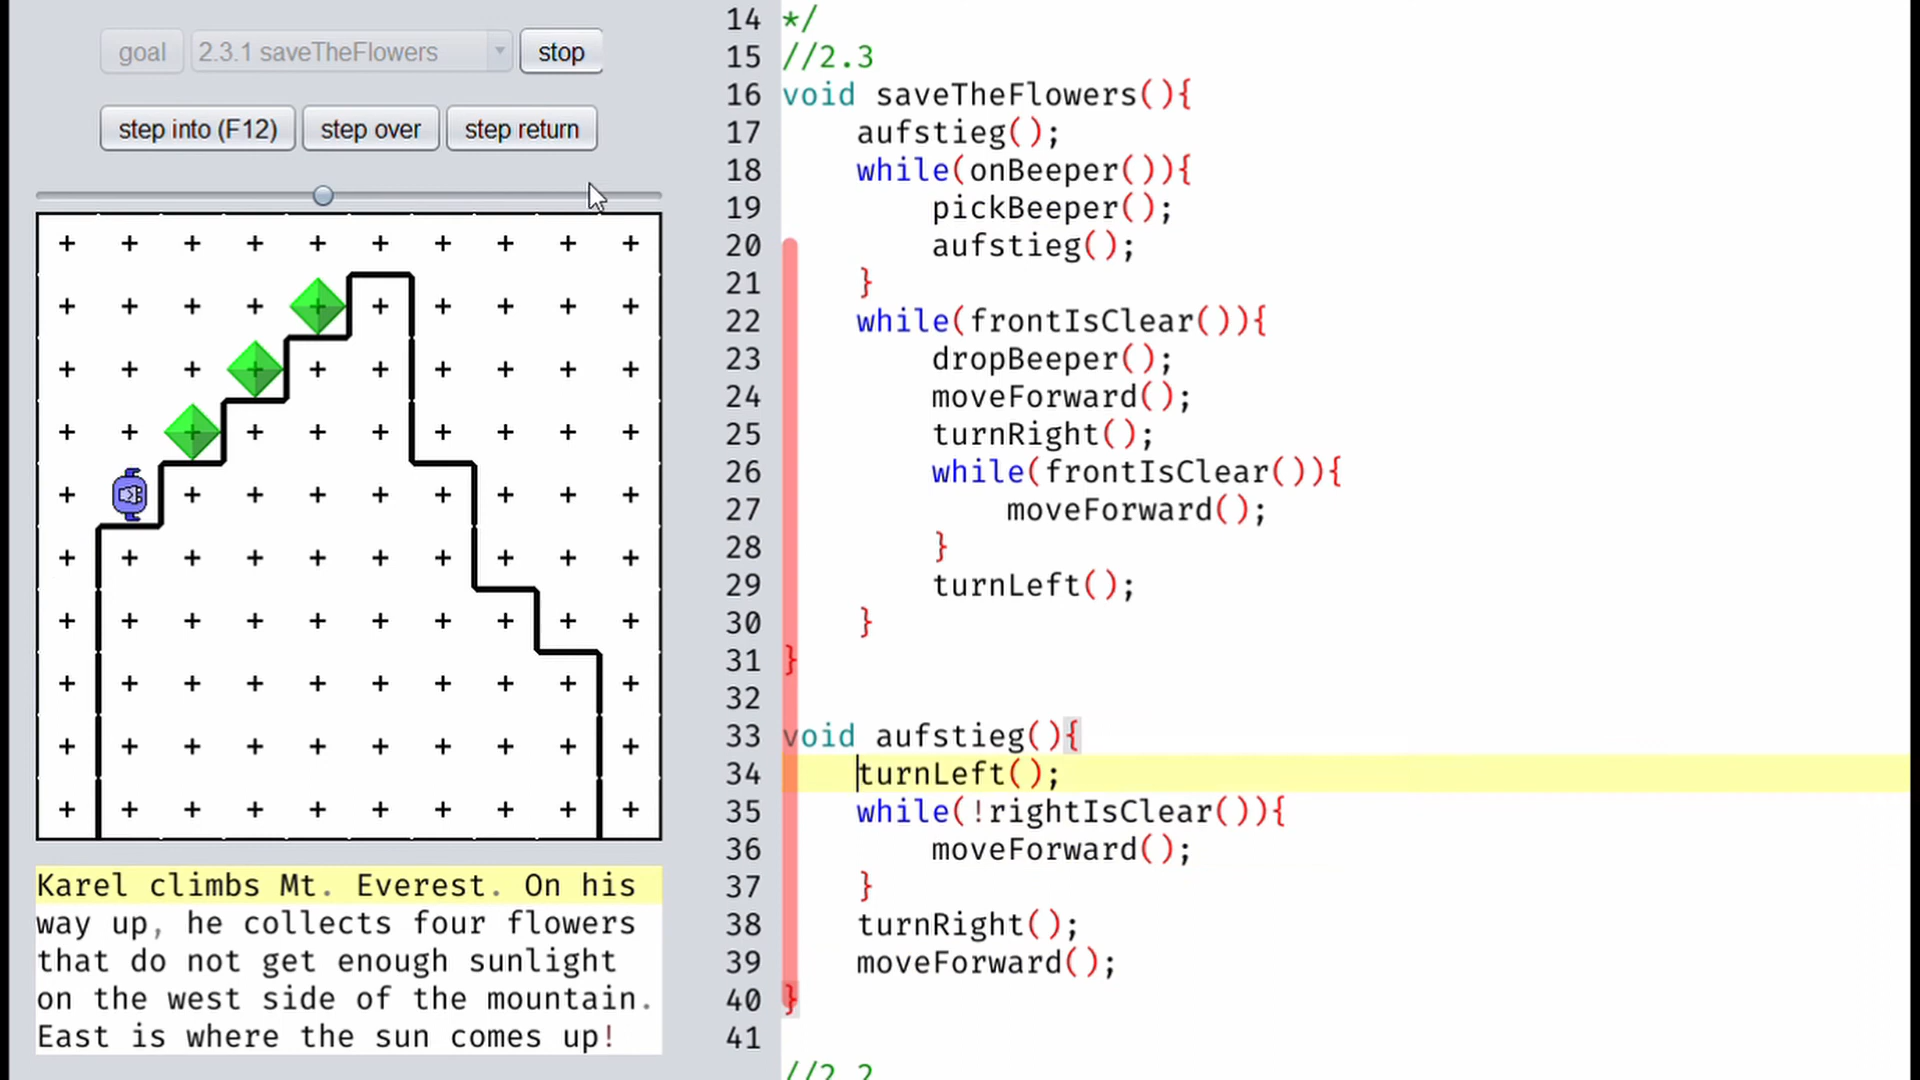 goal 2.3.1 saveTheFlowers stop
step into (F12) step over step return
Karel climbs Mt. Everest. On his
way up, he collects four flowers
that do not get enough sunlight
on the west side of the mountain.
East is where the sun comes up!
14 */
15 //2.3
16 void saveTheFlowers(){
17 aufstieg();
18 while(onBeeper()){
19 pickBeeper();
20 aufstieg();
21 }
22 while(frontIsClear()){
23 dropBeeper();
24 moveForward();
25 turnRight();
26 while(frontIsClear()){
27 moveForward();
28 }
29 turnLeft();
30 }
31 }
32
33 void aufstieg(){
34 turnLeft();
35 while(!rightIsClear()){
36 moveForward();
37 }
38 turnRight();
39 moveForward();
40 }
41
//2.2